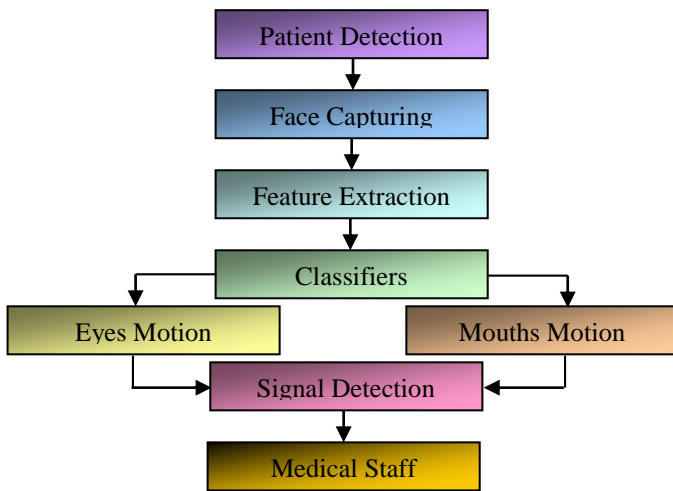 Patient Detection
Face Capturing
Feature Extraction
Classifiers
Eyes Motion
Mouths Motion
Signal Detection
Medical Staff